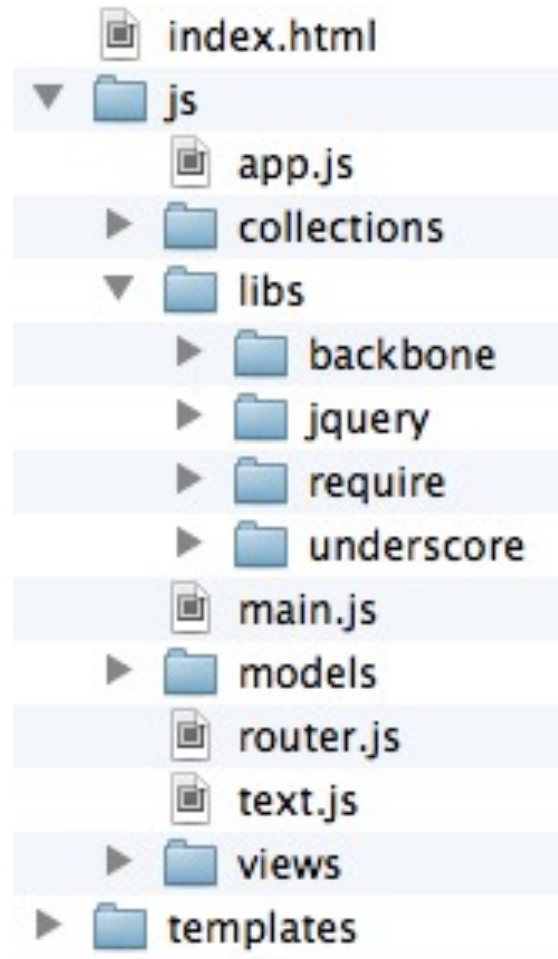 index.html
js
app.js
collections
libs
backbone
jquery
require
underscore
main.js
models
router.js
text.js
views
templates